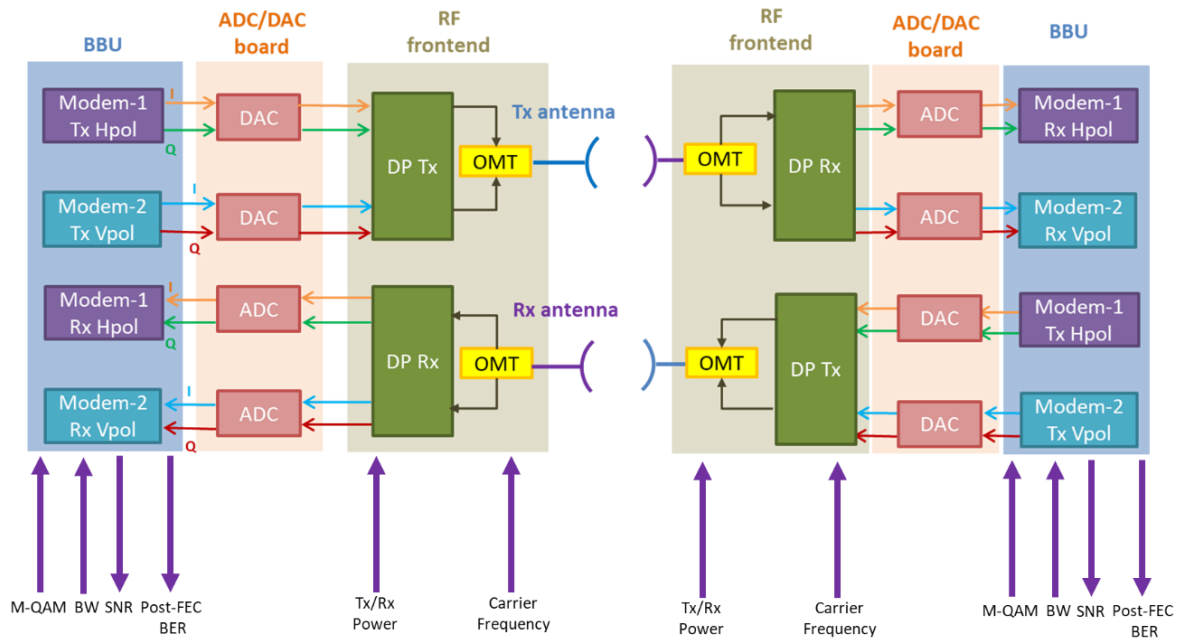 BBU
ADC/DAC
board
RF
frontend
RF
frontend
ADC/DAC
board
BBU
Modem-1
Tx Hpol
I
Q
DAC
DP Tx
OMT
Tx antenna
OMT
DP Rx
ADC
Modem-1
Rx Hpol
Modem-2
Tx Vpol
I
Q
DAC
ADC
Modem-2
Rx Vpol
Modem-1
Rx Hpol
I
Q
ADC
DP Rx
OMT
Rx antenna
OMT
DP Tx
DAC
Modem-1
Tx Hpol
Modem-2
Rx Vpol
I
Q
ADC
DAC
Modem-2
Tx Vpol
M-QAM
BW
SNR
Post-FEC
BER
Tx/Rx
Power
Carrier
Frequency
Tx/Rx
Power
Carrier
Frequency
M-QAM
BW
SNR
Post-FEC
BER